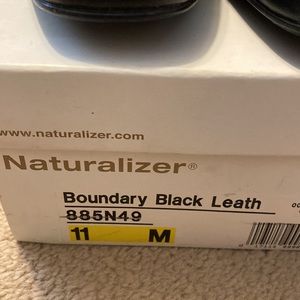 www.naturalizer.com
Naturalizer®
Boundary Black Leath
885N49
11 M